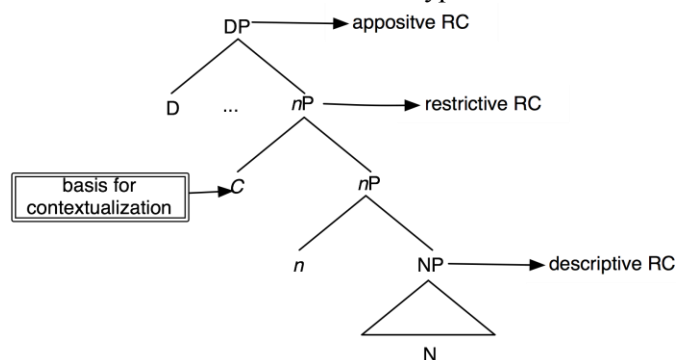 DP
appositve RC
D
...
nP
restrictive RC
basis for
contextualization
C
nP
n
NP
descriptive RC
N